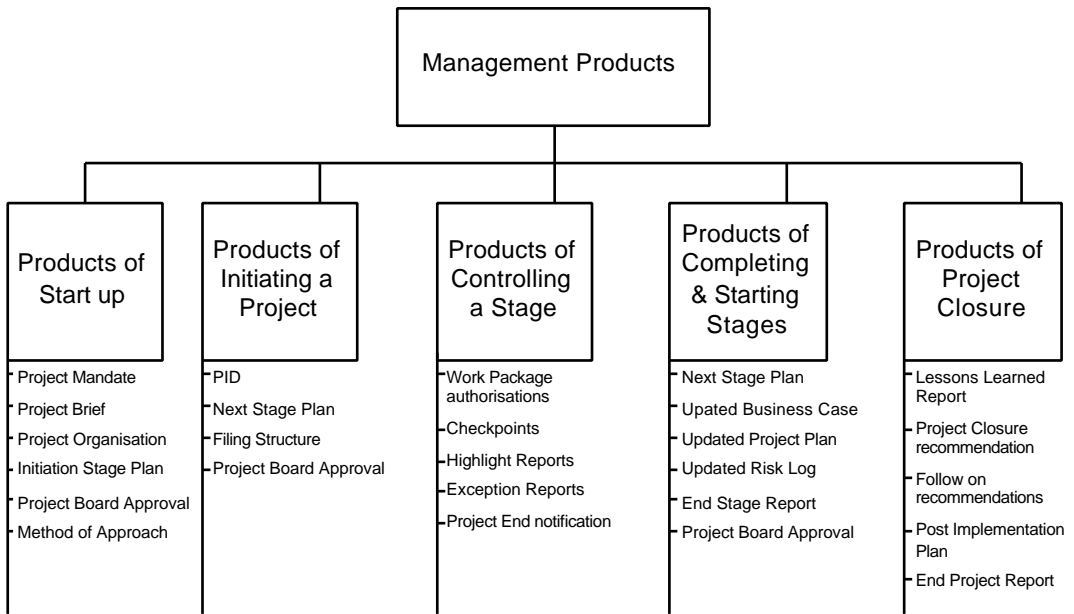 Management Products
Products of
Start up
Project Mandate
Project Brief
Project Organisation
Initiation Stage Plan
Project Board Approval
Method of Approach
Products of
Initiating a
Project
PID
Next Stage Plan
Filing Structure
Project Board Approval
Products of
Controlling
a Stage
Work Package
authorisations
Checkpoints
Highlight Reports
Exception Reports
Project End notification
Products of
Completing
& Starting
Stages
Next Stage Plan
Upated Business Case
Updated Project Plan
Updated Risk Log
End Stage Report
Project Board Approval
Products of
Project
Closure
Lessons Learned
Report
Project Closure
recommendation
Follow on
recommendations
Post Implementation
Plan
End Project Report